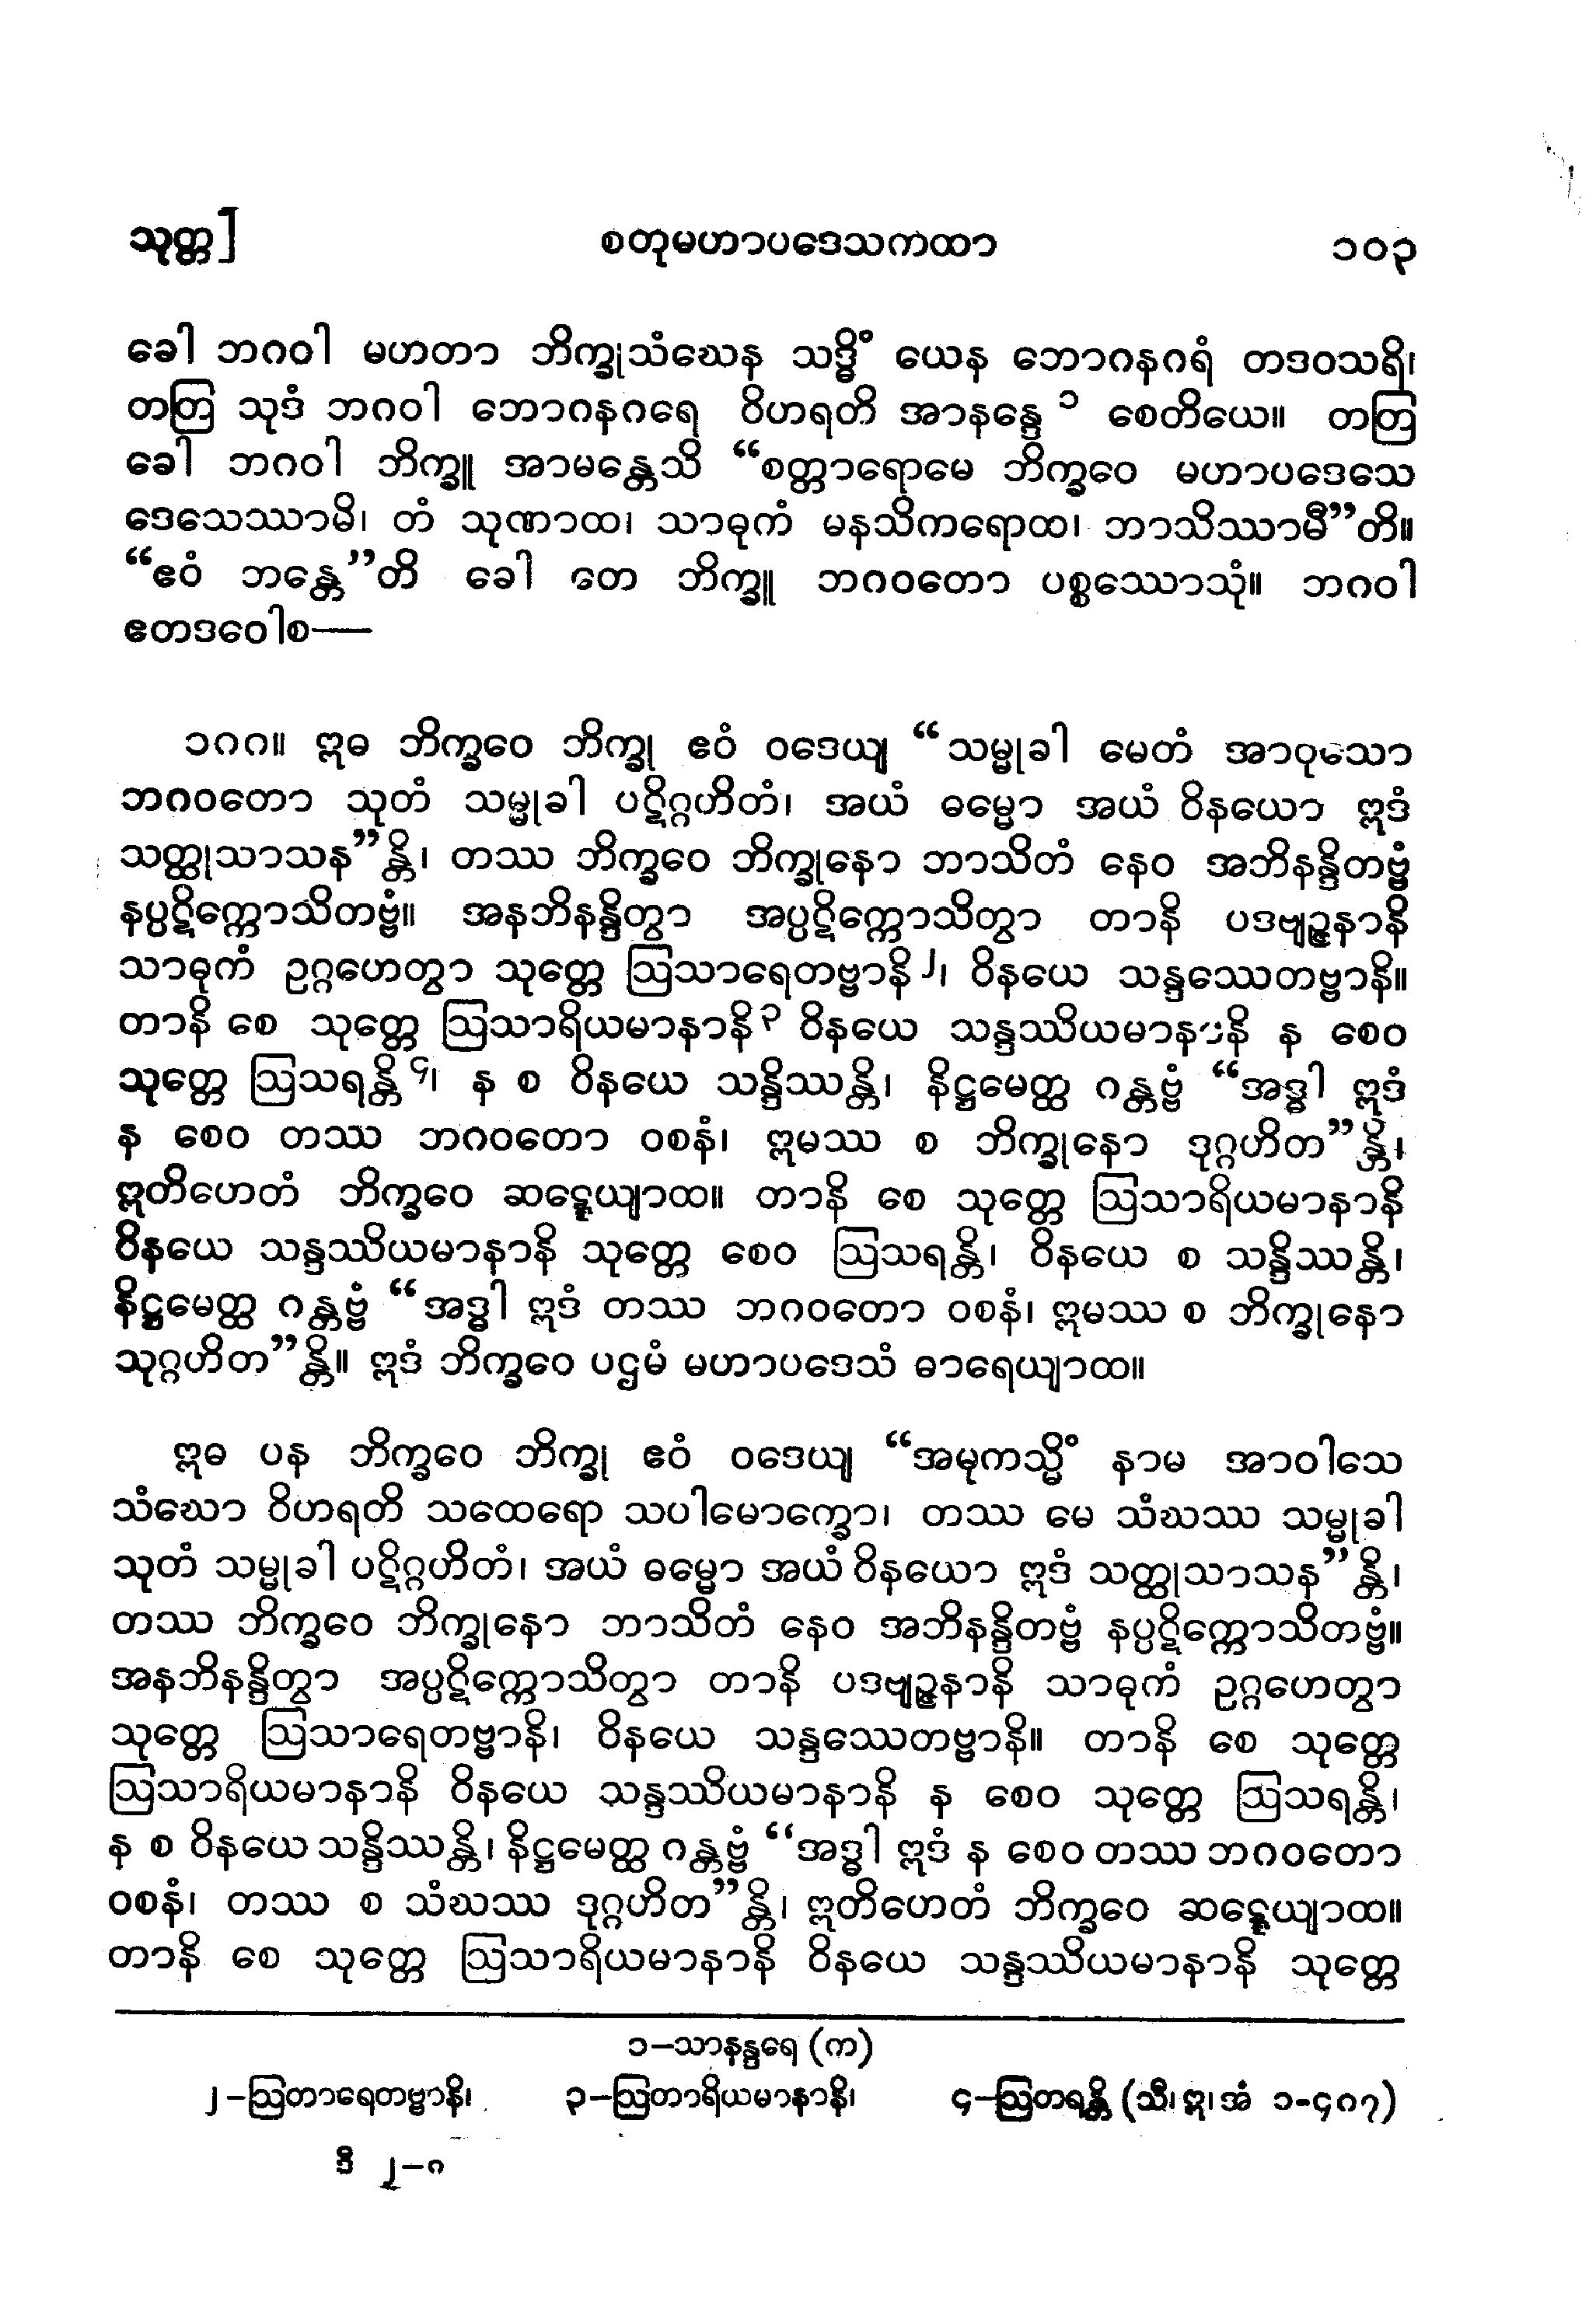 သုတ္တ]
စတုမဟာပဒေသကထာ
၁၀၃
ခေါ ဘဂဝါ မဟတာ ဘိက္ခုသံဃေန သဒ္ဓိံ ယေန ဘောဂနဂရံ တဒဝသရိ၊
တတြ သုဒံ ဘဂဝါ ဘောဂနဂရေ ဝိဟရတိ အာနန္ဒေ ၁ စေတိယေ။ တတြ
ခေါ ဘဂဝါ ဘိက္ခူ အာမန္တေသိ “စတ္တာရောမေ ဘိက္ခဝေ မဟာပဒေသေ
ဒေသေဿာမိ၊ တံ သုဏာထ၊ သာဓုကံ မနသိကရောထ၊ ဘာသိဿာမီ”တိ။
“ဧဝံ ဘန္တေ”တိ ခေါ တေ ဘိက္ခူ ဘဂဝတော ပစ္စဿောသုံ။ ဘဂဝါ
ဧတဒဝေါစ—
၁ဂဂ။ ဣဓ ဘိက္ခဝေ ဘိက္ခု ဧဝံ ဝဒေယျ “သမ္မုခါ မေတံ အာဝုသော
ဘဂဝတော သုတံ သမ္မုခါ ပဋိဂ္ဂဟိတံ၊ အယံ ဓမ္မော အယံ ဝိနယော ဣဒံ
သတ္ထုသာသန”န္တိ၊ တဿ ဘိက္ခဝေ ဘိက္ခုနော ဘာသိတံ နေဝ အဘိနန္ဒိတဗ္ဗံ
နပ္ပဋိက္ကောသိတဗ္ဗံ။ အနဘိနန္ဒိတွာ အပ္ပဋိက္ကောသိတွာ တာနိ ပဒဗျဉ္ဇနာနိ
သာဓုကံ ဥဂ္ဂဟေတွာ သုတ္တေ ဩသာရေတဗ္ဗာနိ၂၊ ဝိနယေ သန္ဒဿေတဗ္ဗာနိ။
တာနိ စေ သုတ္တေ ဩသာရိယမာနာနိ၃ ဝိနယေ သန္ဒဿိယမာနာနိ န စေဝ
သုတ္တေ ဩသရန္တိ ၄၊ န စ ဝိနယေ သန္ဒိဿန္တိ၊ နိဋ္ဌမေတ္ထ ဂန္တဗ္ဗံ “အဒ္ဓါ ဣဒံ
န စေဝ တဿ ဘဂဝတော ဝစနံ၊ ဣမဿ စ ဘိက္ခုနော ဒုဂ္ဂဟိတ”န္တိ၊
ဣတိဟေတံ ဘိက္ခဝေ ဆဍ္ဍေယျာထ။ တာနိ စေ သုတ္တေ ဩသာရိယမာနာနိ
ဝိနယေ သန္ဒဿိယမာနာနိ သုတ္တေ စေဝ ဩသရန္တိ၊ ဝိနယေ စ သန္ဒိဿန္တိ၊
နိဋ္ဌမေတ္ထ ဂန္တဗ္ဗံ “အဒ္ဓါ ဣဒံ တဿ ဘဂဝတော ဝစနံ၊ ဣမဿ စ ဘိက္ခုနော
သုဂ္ဂဟိတ”န္တိ။ ဣဒံ ဘိက္ခဝေ ပဌမံ မဟာပဒေသံ ဓာရေယျာထ။
ဣဓ ပန ဘိက္ခဝေ ဘိက္ခု ဧဝံ ဝဒေယျ “အမုကသ္မိံ နာမ အာဝါသေ
သံဃော ဝိဟရတိ သထေရော သပါမောက္ခော၊ တဿ မေ သံဃဿ သမ္မုခါ
သုတံ သမ္မုခါ ပဋိဂ္ဂဟိတံ၊ အယံ ဓမ္မော အယံ ဝိနယော ဣဒံ သတ္ထုသာသန”န္တိ၊
တဿ ဘိက္ခဝေ ဘိက္ခုနော ဘာသိတံ နေဝ အဘိနန္ဒိတဗ္ဗံ နပ္ပဋိက္ကောသိတဗ္ဗံ။
အနဘိနန္ဒိတွာ အပ္ပဋိက္ကောသိတွာ တာနိ ပဒဗျဉ္ဇနာနိ သာဓုကံ ဥဂ္ဂဟေတွာ
သုတ္တေ ဩသာရေတဗ္ဗာနိ၊ ဝိနယေ သန္ဒဿေတဗ္ဗာနိ။ တာနိ စေ သုတ္တေ
ဩသာရိယမာနာနိ ဝိနယေ သန္ဒဿိယမာနာနိ န စေဝ သုတ္တေ ဩသရန္တိ၊
န စ ဝိနယေ သန္ဒိဿန္တိ၊ နိဋ္ဌမေတ္ထ ဂန္တဗ္ဗံ “အဒ္ဓါ ဣဒံ န စေဝ တဿ ဘဂဝတော
ဝစနံ၊ တဿ စ သံဃဿ ဒုဂ္ဂဟိတ”န္တိ၊ ဣတိဟေတံ ဘိက္ခဝေ ဆဍ္ဍေယျာထ။
တာနိ စေ သုတ္တေ ဩသာရိယမာနာနိ ဝိနယေ သန္ဒဿိယမာနာနိ သုတ္တေ
၁–သာနန္ဒရေ (က)
၂–ဩတာရေတဗ္ဗာနိ၊ ၃–ဩတာရိယမာနာနိ၊ ၄–ဩတရန္တိ (သီ၊ ဣ၊ အံ ၁-၄၈၇)
ဒီ ၂–ဂ